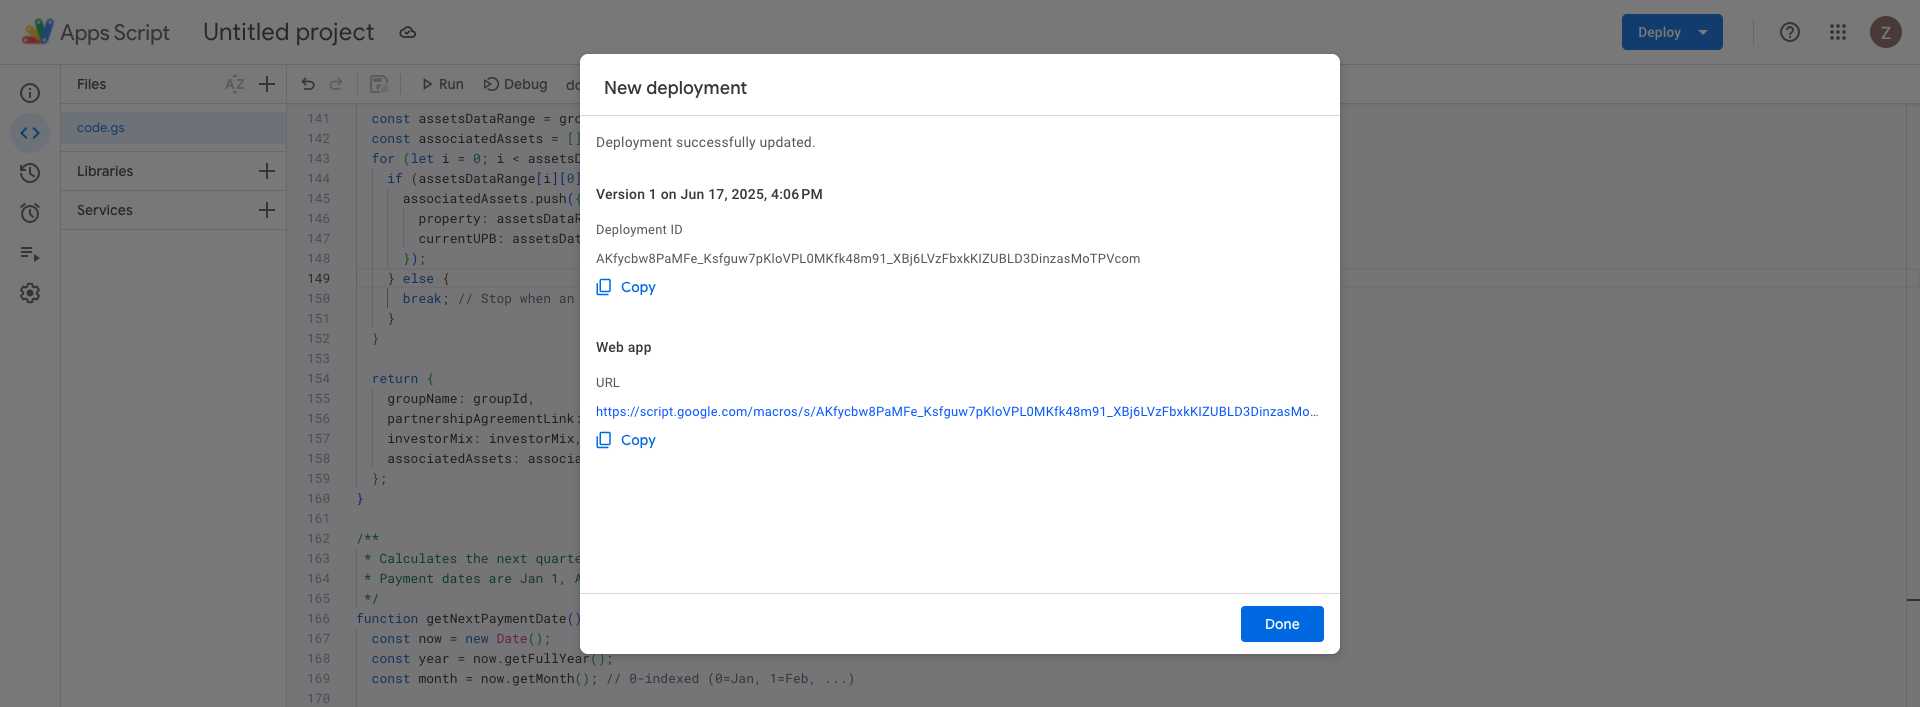 Apps Script
Untitled project
Deploy
Z
Files
AZ
Run
Debug
code.gs
Libraries
Services
141 const assetsDataRange = gro
142 const associatedAssets = []
143 for (let i = 0; i < assetsD
144 if (assetsDataRange[i][0]
145 associatedAssets.push({
146 property: assetsDataR
147 currentUPB: assetsDat
148 });
149 } else {
150 break; // Stop when an
151 }
152 }
153
154 return {
155 groupName: groupId,
156 partnershipAgreementLink:
157 investorMix: investorMix,
158 associatedAssets: associa
159 };
160 }
161
162 /**
163 * Calculates the next quarte
164 * Payment dates are Jan 1, A
165 */
166 function getNextPaymentDate()
167 const now = new Date();
168 const year = now.getFullYear();
169 const month = now.getMonth(); // 0-indexed (0=Jan, 1=Feb, ...)
170
New deployment
Deployment successfully updated.
Version 1 on Jun 17, 2025, 4:06 PM
Deployment ID
AKfycbw8PaMFe_Ksfguw7pKloVPL0MKfk48m91_XBj6LVzFbxkKIZUBLD3DinzasMoTPVcom
Copy
Web app
URL
https://script.google.com/macros/s/AKfycbw8PaMFe_Ksfguw7pKloVPL0MKfk48m91_XBj6LVzFbxkKIZUBLD3DinzasMo...
Copy
Done